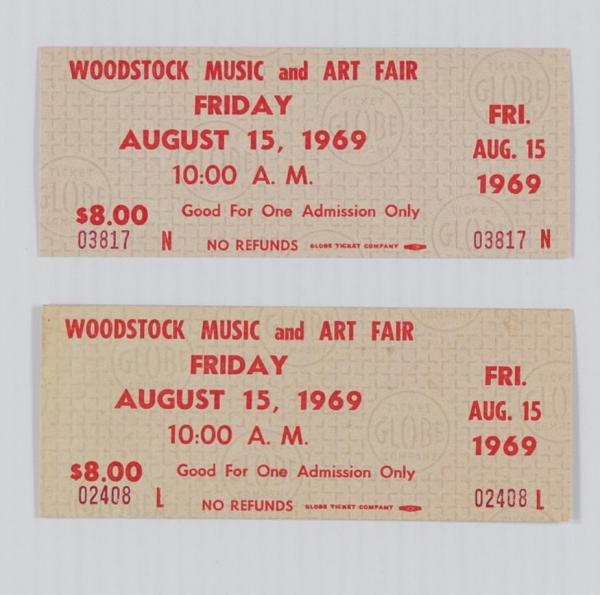 WOODSTOCK MUSIC and ART FAIR
FRIDAY
AUGUST 15, 1969
10:00 A. M.
$8.00 Good For One Admission Only
03817 N NO REFUNDS GLOBE TICKET COMPANY
FRI.
AUG. 15
1969
03817 N
WOODSTOCK MUSIC and ART FAIR
FRIDAY
AUGUST 15, 1969
10:00 A. M.
$8.00 Good For One Admission Only
02408 L NO REFUNDS GLOBE TICKET COMPANY
FRI.
AUG. 15
1969
02408 L
TICKET
GLOBE
COMPANY